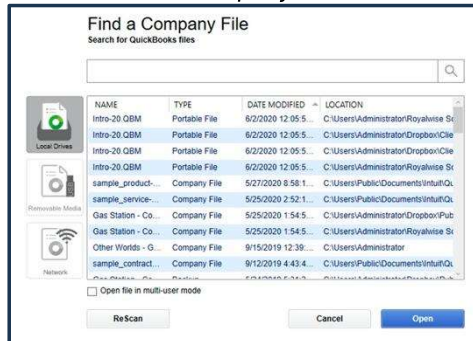 Find a Company File
Search for QuickBooks files
NAME TYPE DATE MODIFIED LOCATION
Intro-20.QBM Portable File 6/2/2020 12:05:5... C:\Users\Administrator\Royalwise Sc
Intro-20.QBM Portable File 6/2/2020 12:05:5... C:\Users\Administrator\Dropbox\Clie
Intro-20.QBM Portable File 6/2/2020 12:05:5... C:\Users\Administrator\Dropbox\Clie
Intro-20.QBM Portable File 6/2/2020 12:05:5... C:\Users\Administrator\Royalwise Sc
sample_product-... Company File 5/27/2020 8:58:1... C:\Users\Public\Documents\Intuit\Qu
sample_service-... Company File 5/25/2020 2:52:1... C:\Users\Public\Documents\Intuit\Qu
Gas Station - Co... Company File 5/25/2020 1:54:5... C:\Users\Administrator\Dropbox\Pub
Gas Station - Co... Company File 5/25/2020 1:54:5... C:\Users\Administrator\Royalwise Sc
Other Worlds - G... Company File 9/15/2019 12:39:... C:\Users\Administrator
sample_contract... Company File 9/12/2019 4:43:4... C:\Users\Public\Documents\Intuit\Qu
Local Drives
Removable Media
Network
Open file in multi-user mode
ReScan Cancel Open